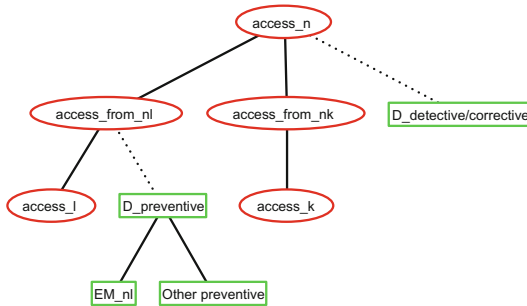 access_n
access_from_nl
access_from_nk
D_detective/corrective
access_l
D_preventive
access_k
EM_nl
Other preventive